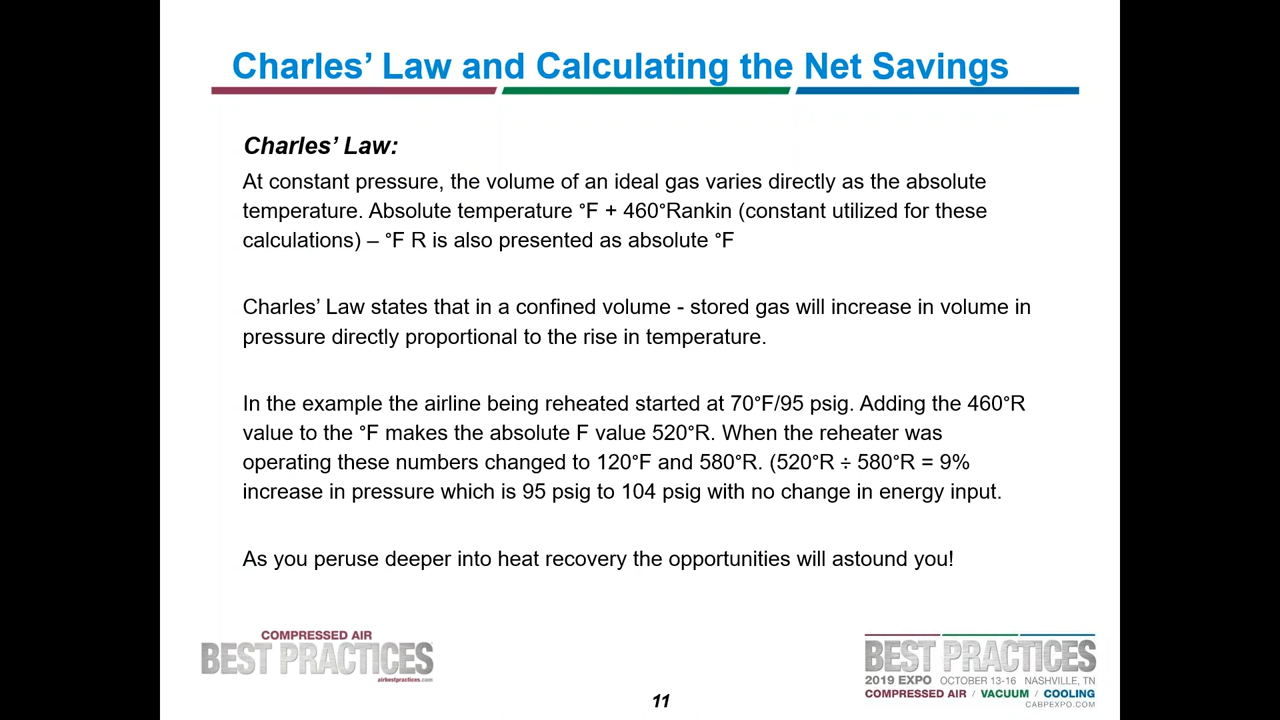 Charles’ Law and Calculating the Net Savings
Charles’ Law:
At constant pressure, the volume of an ideal gas varies directly as the absolute
temperature. Absolute temperature °F + 460°Rankin (constant utilized for these
calculations) – °F R is also presented as absolute °F
Charles’ Law states that in a confined volume - stored gas will increase in volume in
pressure directly proportional to the rise in temperature.
In the example the airline being reheated started at 70°F/95 psig. Adding the 460°R
value to the °F makes the absolute F value 520°R. When the reheater was
operating these numbers changed to 120°F and 580°R. (520°R ÷ 580°R = 9%
increase in pressure which is 95 psig to 104 psig with no change in energy input.
As you peruse deeper into heat recovery the opportunities will astound you!
COMPRESSED AIR
BEST PRACTICES
airbestpractices.com
11
BEST PRACTICES
2019 EXPO OCTOBER 13-16 NASHVILLE, TN
COMPRESSED AIR / VACUUM / COOLING
CABPEXPO.COM